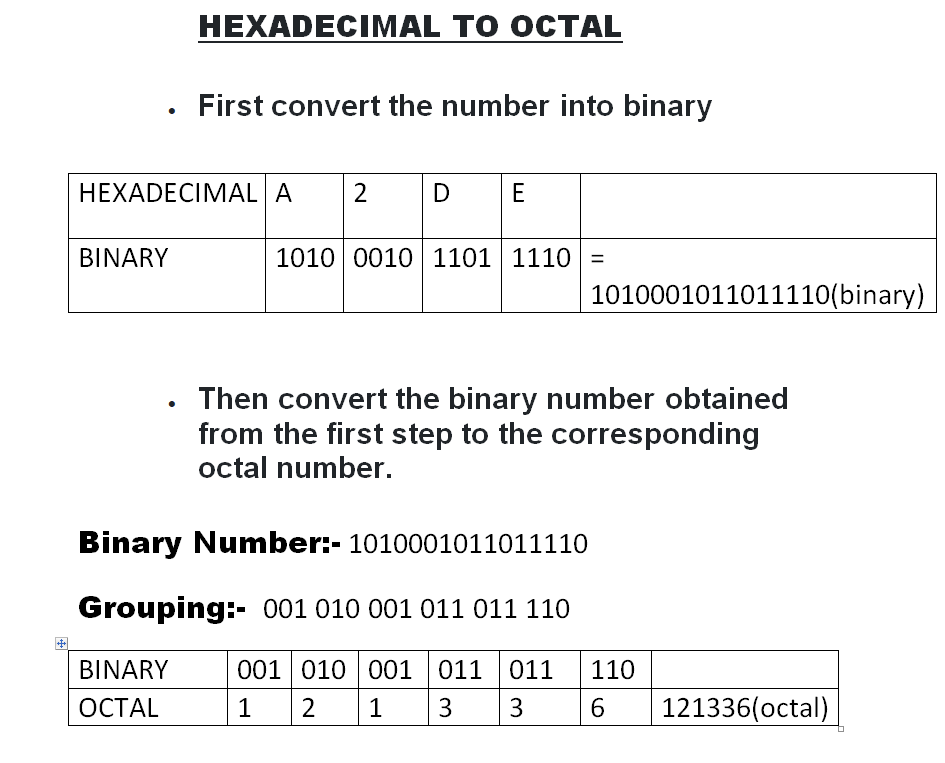 HEXADECIMAL TO OCTAL
• First convert the number into binary
HEXADECIMAL A 2 D E
BINARY 1010 0010 1101 1110 =
1010001011011110(binary)
• Then convert the binary number obtained
from the first step to the corresponding
octal number.
Binary Number:- 1010001011011110
Grouping:- 001 010 001 011 011 110
BINARY 001 010 001 011 011 110
OCTAL 1 2 1 3 3 6 121336(octal)